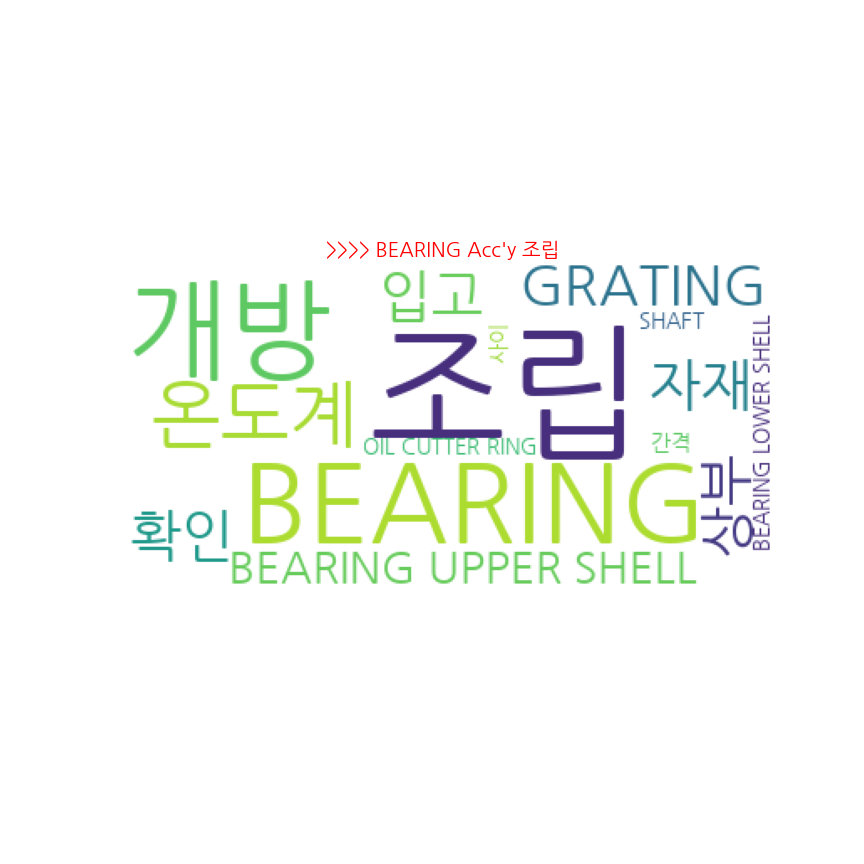 >>>> BEARING Acc'y 조립
개방
입고
GRATING
SHAFT
사이
조립
온도계
자재
OIL CUTTER RING
간격
BEARING LOWER SHELL
상부
BEARING
확인
BEARING UPPER SHELL